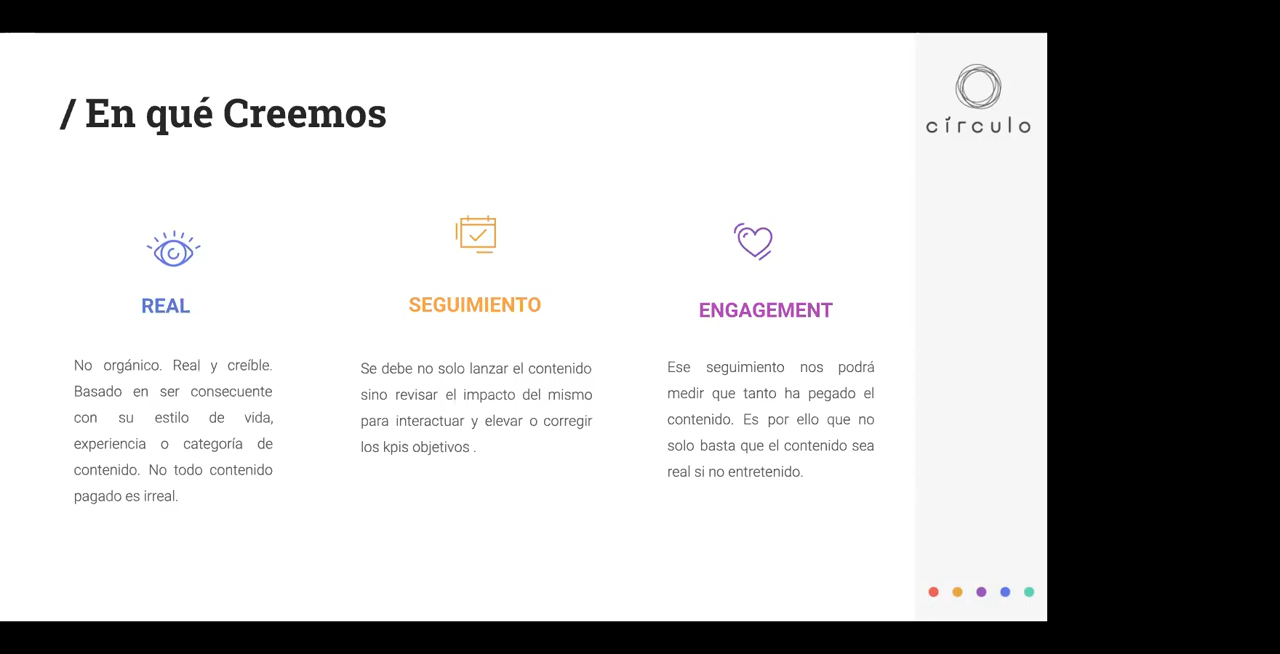 / En qué Creemos
círculo
REAL
No orgánico. Real y creíble.
Basado en ser consecuente
con su estilo de vida,
experiencia o categoría de
contenido. No todo contenido
pagado es irreal.
SEGUIMIENTO
Se debe no solo lanzar el contenido
sino revisar el impacto del mismo
para interactuar y elevar o corregir
los kpis objetivos .
ENGAGEMENT
Ese seguimiento nos podrá
medir que tanto ha pegado el
contenido. Es por ello que no
solo basta que el contenido sea
real si no entretenido.